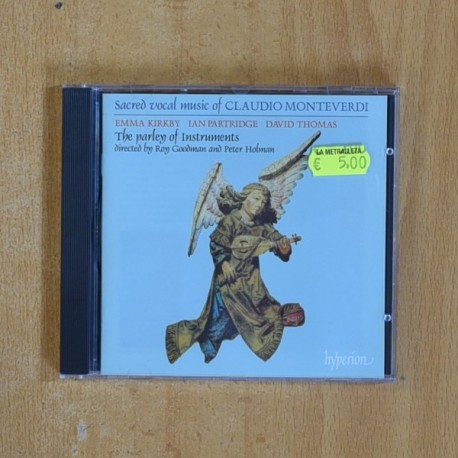 Sacred vocal music of CLAUDIO MONTEVERDI
EMMA KIRKBY IAN PARTRIDGE DAVID THOMAS
The parley of Instruments
directed by Roy Goodman and Peter Holman
LA METRALLETA
€ 5,00
hyperion